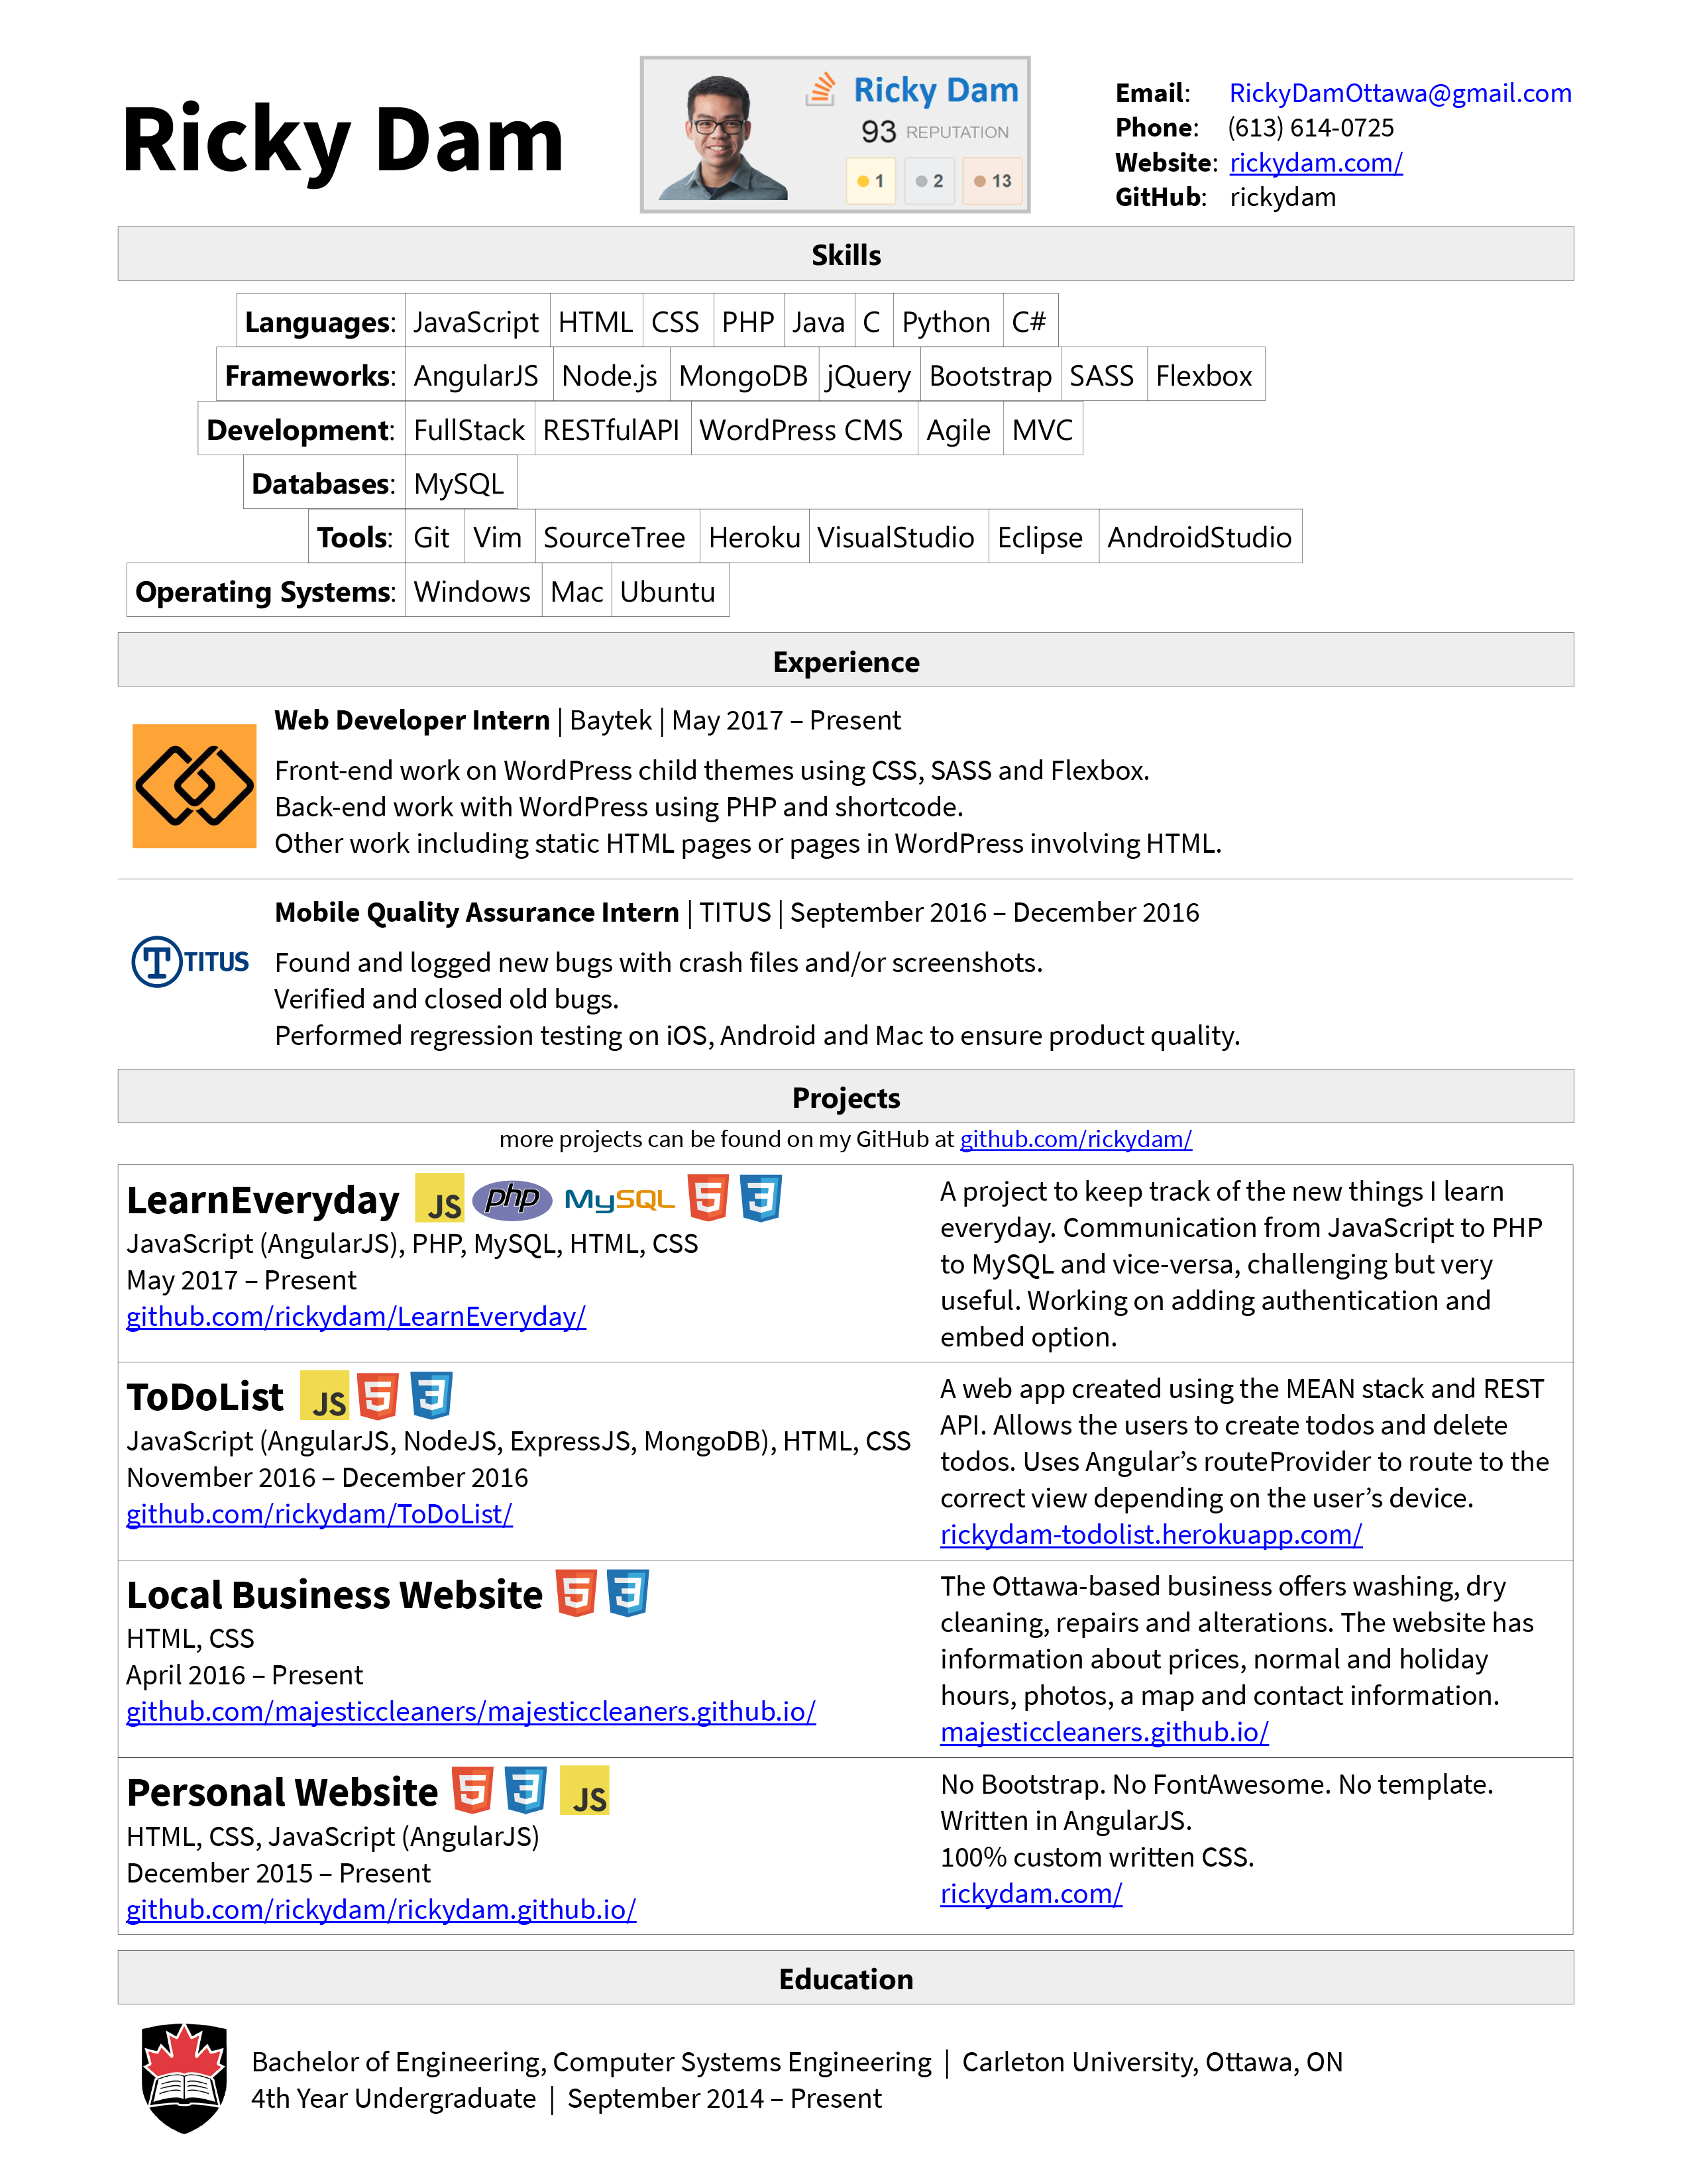 Ricky Dam
Ricky Dam
93 REPUTATION
1 2 13
Email: RickyDamOttawa@gmail.com
Phone: (613) 614-0725
Website: rickydam.com/
GitHub: rickydam
Skills
Languages: JavaScript HTML CSS PHP Java C Python C#
Frameworks: AngularJS Node.js MongoDB jQuery Bootstrap SASS Flexbox
Development: FullStack RESTfulAPI WordPress CMS Agile MVC
Databases: MySQL
Tools: Git Vim SourceTree Heroku VisualStudio Eclipse AndroidStudio
Operating Systems: Windows Mac Ubuntu
Experience
Web Developer Intern | Baytek | May 2017 – Present
Front-end work on WordPress child themes using CSS, SASS and Flexbox.
Back-end work with WordPress using PHP and shortcode.
Other work including static HTML pages or pages in WordPress involving HTML.
Mobile Quality Assurance Intern | TITUS | September 2016 – December 2016
T TITUS
Found and logged new bugs with crash files and/or screenshots.
Verified and closed old bugs.
Performed regression testing on iOS, Android and Mac to ensure product quality.
Projects
more projects can be found on my GitHub at github.com/rickydam/
LearnEveryday JS php MySQL 5 3
JavaScript (AngularJS), PHP, MySQL, HTML, CSS
May 2017 – Present
github.com/rickydam/LearnEveryday/
A project to keep track of the new things I learn
everyday. Communication from JavaScript to PHP
to MySQL and vice-versa, challenging but very
useful. Working on adding authentication and
embed option.
ToDoList JS 5 3
JavaScript (AngularJS, NodeJS, ExpressJS, MongoDB), HTML, CSS
November 2016 – December 2016
github.com/rickydam/ToDoList/
A web app created using the MEAN stack and REST
API. Allows the users to create todos and delete
todos. Uses Angular’s routeProvider to route to the
correct view depending on the user’s device.
rickydam-todolist.herokuapp.com/
Local Business Website 5 3
HTML, CSS
April 2016 – Present
github.com/majesticcleaners/majesticcleaners.github.io/
The Ottawa-based business offers washing, dry
cleaning, repairs and alterations. The website has
information about prices, normal and holiday
hours, photos, a map and contact information.
majesticcleaners.github.io/
Personal Website 5 3 JS
HTML, CSS, JavaScript (AngularJS)
December 2015 – Present
github.com/rickydam/rickydam.github.io/
No Bootstrap. No FontAwesome. No template.
Written in AngularJS.
100% custom written CSS.
rickydam.com/
Education
Bachelor of Engineering, Computer Systems Engineering | Carleton University, Ottawa, ON
4th Year Undergraduate | September 2014 – Present